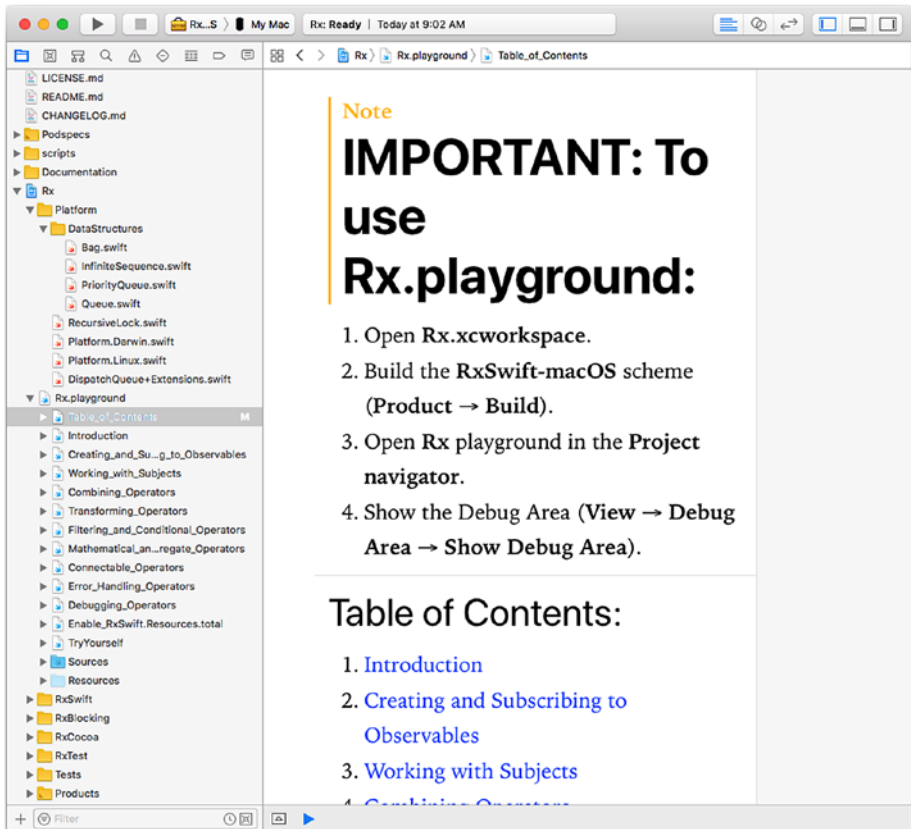 Rx...S 〉 My Mac
Rx: Ready | Today at 9:02 AM
Rx 〉 Rx.playground 〉 Table_of_Contents
LICENSE.md
README.md
CHANGELOG.md
Podspecs
scripts
Documentation
Rx
Platform
DataStructures
Bag.swift
InfiniteSequence.swift
PriorityQueue.swift
Queue.swift
RecursiveLock.swift
Platform.Darwin.swift
Platform.Linux.swift
DispatchQueue+Extensions.swift
Rx.playground
Table_of_Contents M
Introduction
Creating_and_Su...g_to_Observables
Working_with_Subjects
Combining_Operators
Transforming_Operators
Filtering_and_Conditional_Operators
Mathematical_an...regate_Operators
Connectable_Operators
Error_Handling_Operators
Debugging_Operators
Enable_RxSwift.Resources.total
TryYourself
Sources
Resources
RxSwift
RxBlocking
RxCocoa
RxTest
Tests
Products
Filter
Note
IMPORTANT: To
use
Rx.playground:
1. Open Rx.xcworkspace.
2. Build the RxSwift-macOS scheme
(Product → Build).
3. Open Rx playground in the Project
navigator.
4. Show the Debug Area (View → Debug
Area → Show Debug Area).
Table of Contents:
1. Introduction
2. Creating and Subscribing to
Observables
3. Working with Subjects
4. Combining Operators